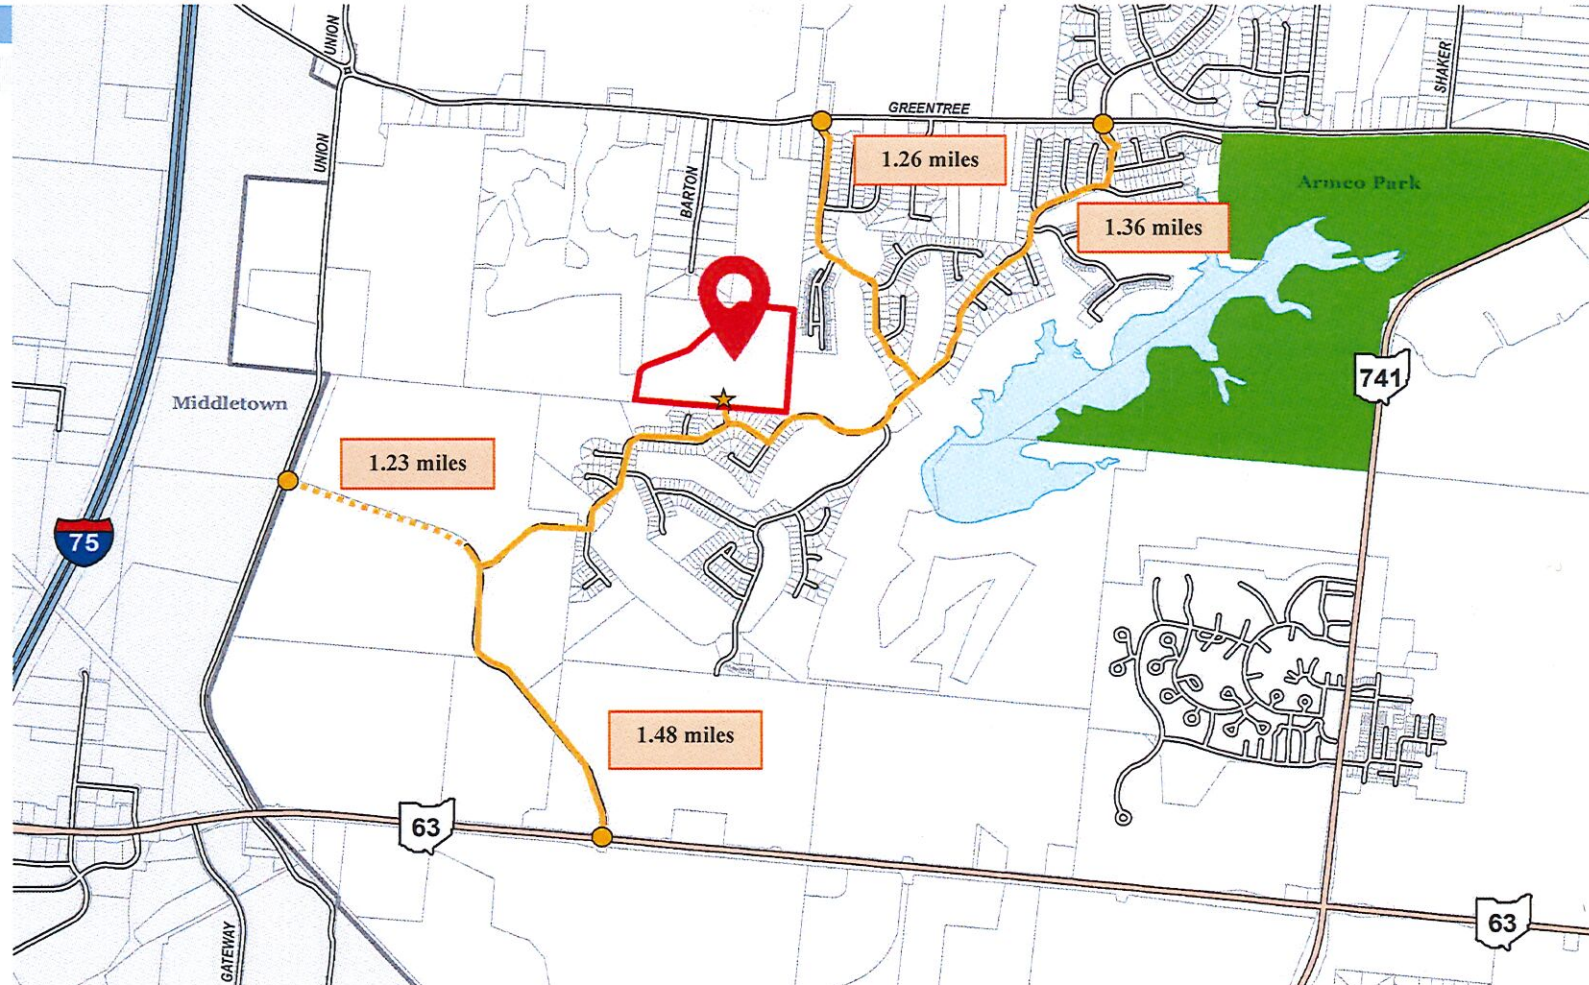 UNION
SHAKER
GREENTREE
UNION
1.26 miles
BARTON
Armco Park
1.36 miles
741
Middletown
1.23 miles
75
1.48 miles
63
63
GATEWAY